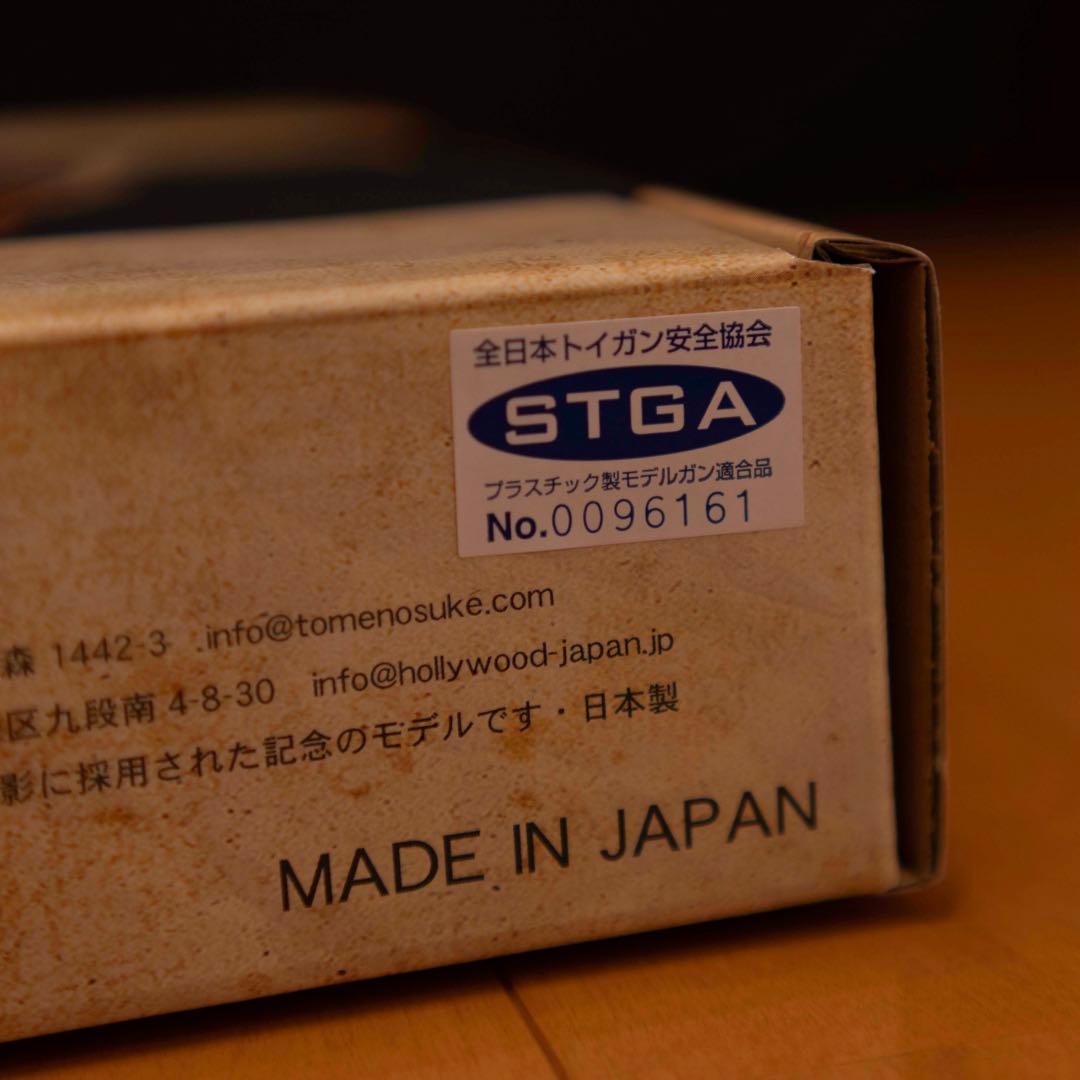 全日本トイガン安全協会
STGA
プラスチック製モデルガン適合品
No.0096161
森 1442-3 .info@tomenosuke.com
区九段南 4-8-30 info@hollywood-japan.jp
影に採用された記念のモデルです・日本製
MADE IN JAPAN